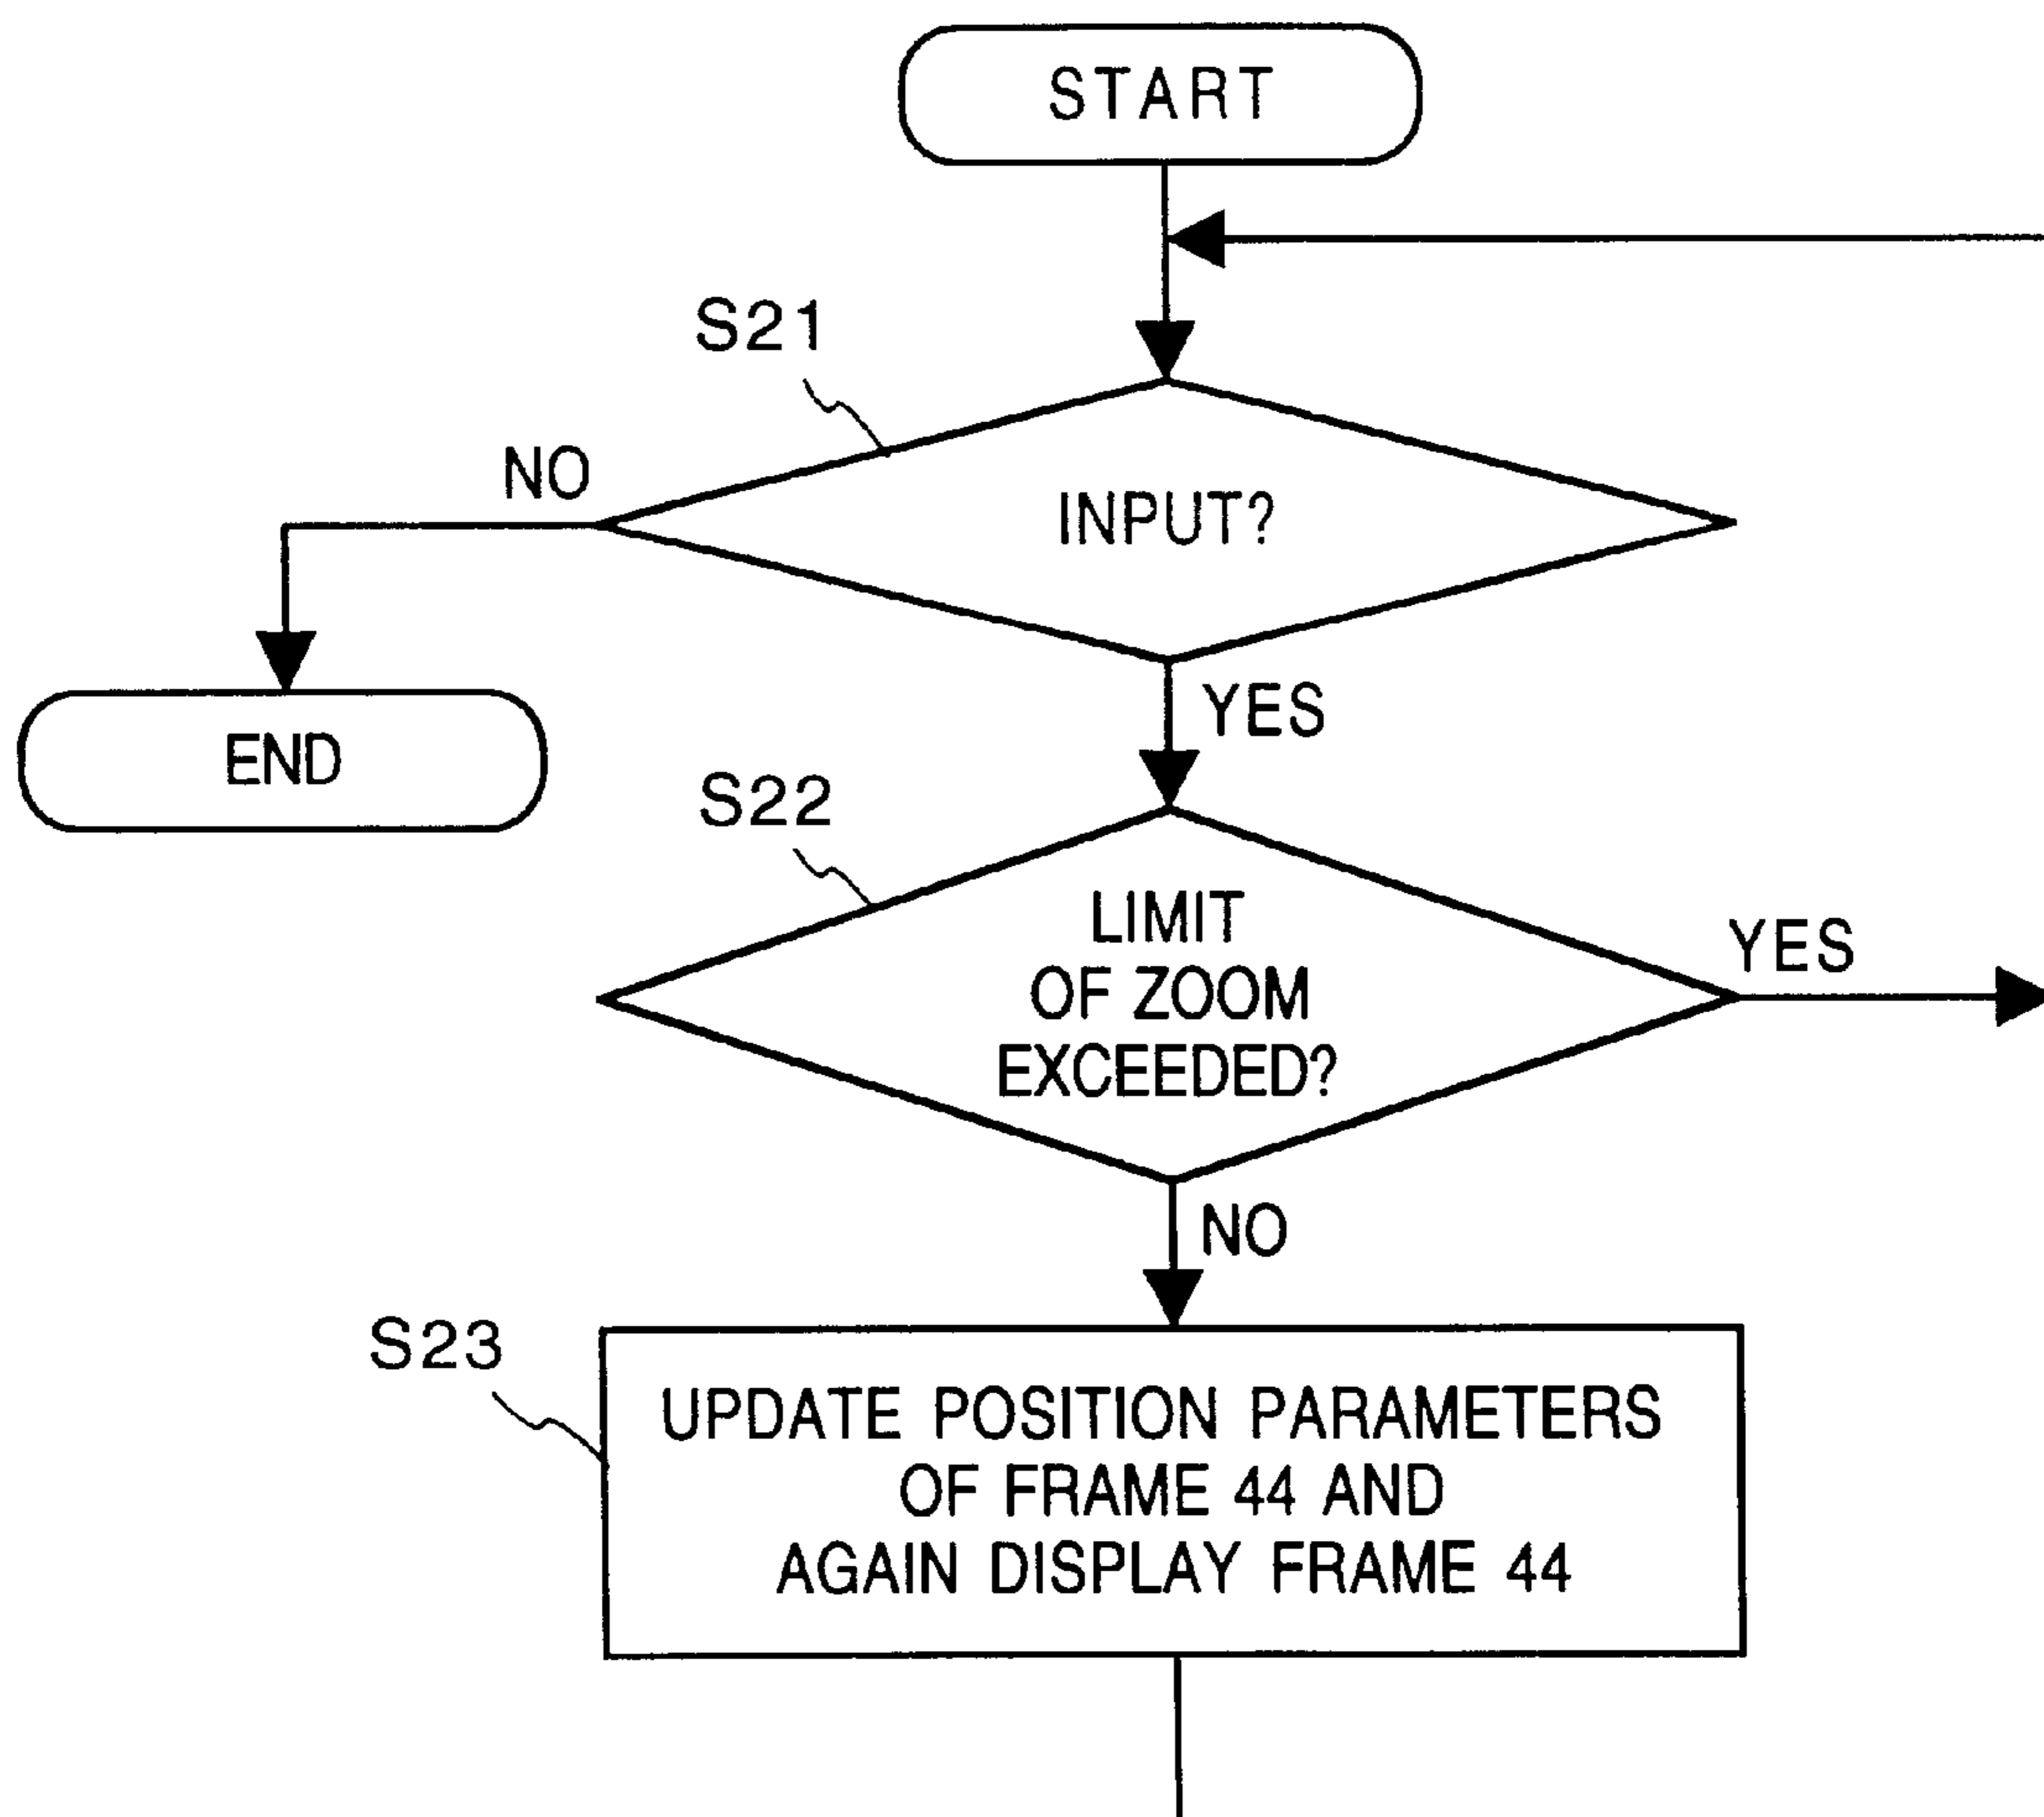 START
S21
NO
INPUT?
YES
END
S22
LIMIT
OF ZOOM
EXCEEDED?
YES
NO
S23
UPDATE POSITION PARAMETERS
OF FRAME 44 AND
AGAIN DISPLAY FRAME 44